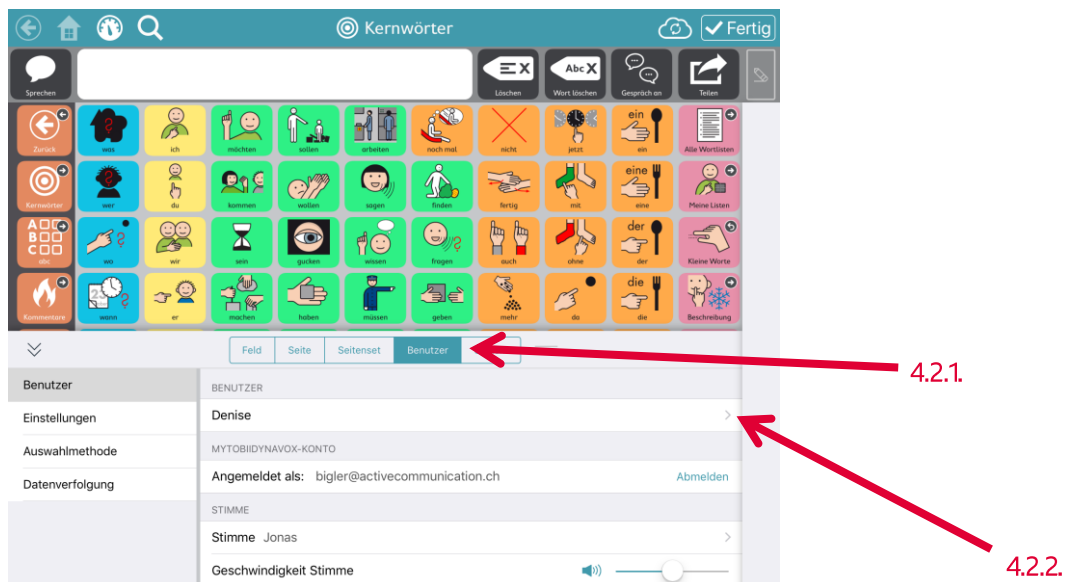 Kernwörter
Fertig
Sprechen
Löschen
Abc
Wort löschen
Gespräch an
Teilen
Zurück
was
ich
möchten
sollen
arbeiten
noch mal
nicht
jetzt
ein
ein
Alle Wortlisten
Kernwörter
wer
du
kommen
wollen
sagen
finden
fertig
mit
eine
eine
Meine Listen
A
B
C
abc
wo
wir
sein
gucken
wissen
fragen
auch
ohne
der
der
Kleine Worte
Kommentare
23
wann
er
machen
haben
müssen
geben
mehr
da
die
die
Beschreibung
Feld Seite Seitenset Benutzer
4.2.1.
Benutzer
BENUTZER
Einstellungen
Denise
Auswahlmethode
MYTOBIIDYNAVOX-KONTO
Datenverfolgung
Angemeldet als: bigler@activecommunication.ch Abmelden
STIMME
Stimme Jonas
Geschwindigkeit Stimme
4.2.2.